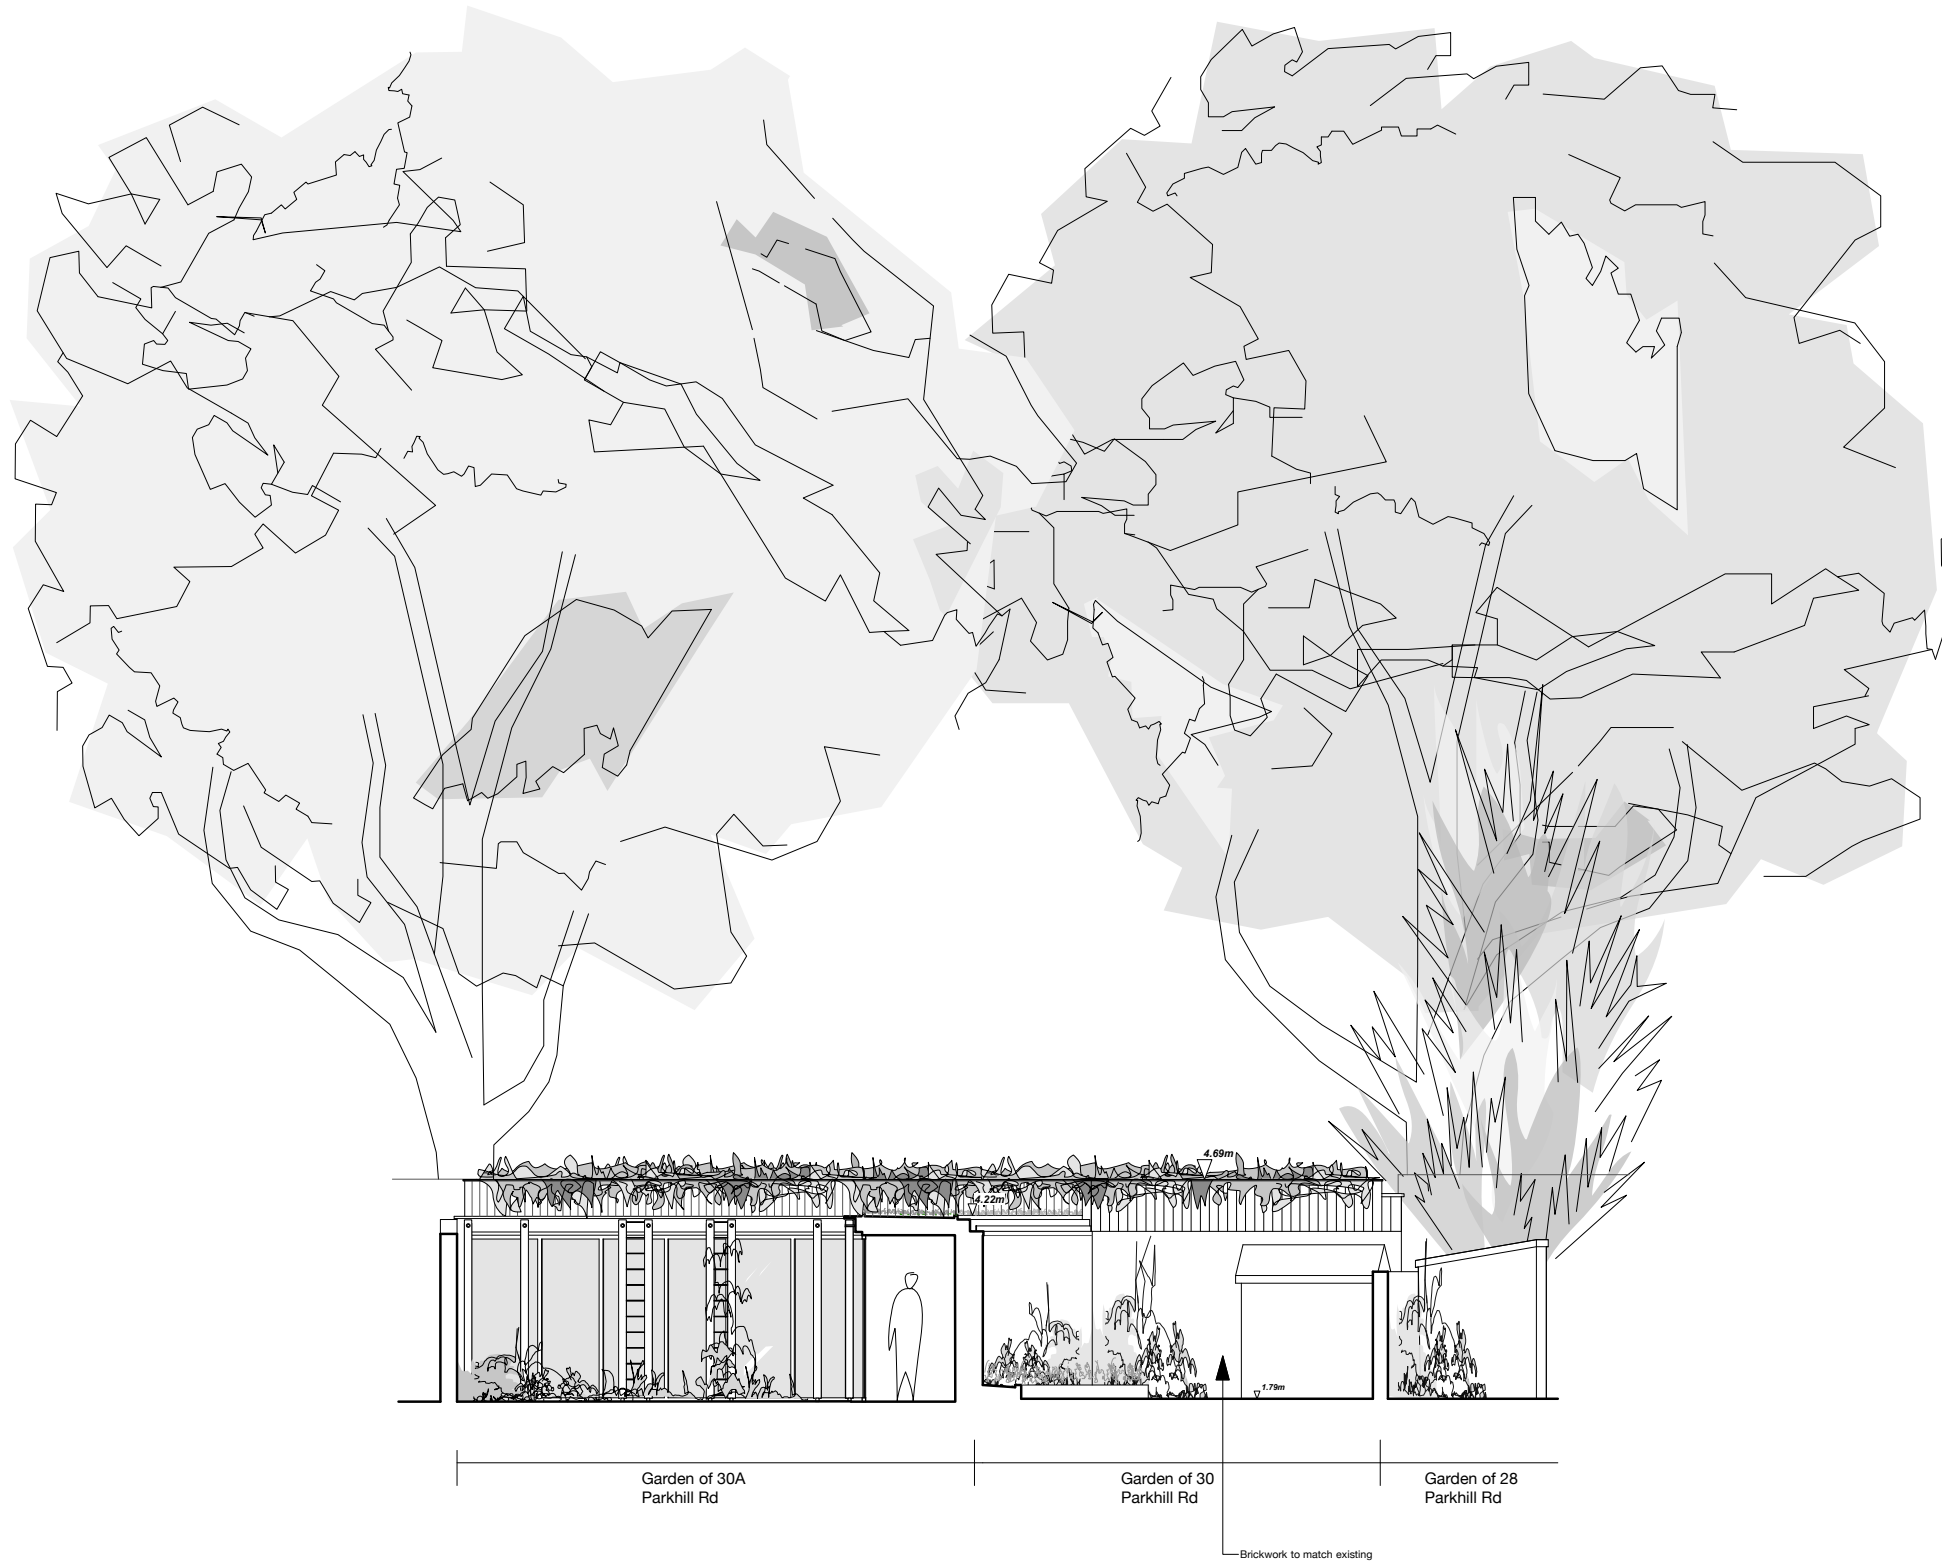 4.69m
4.22m
1.79m
Garden of 30A
Parkhill Rd
Garden of 30
Parkhill Rd
Garden of 28
Parkhill Rd
Brickwork to match existing